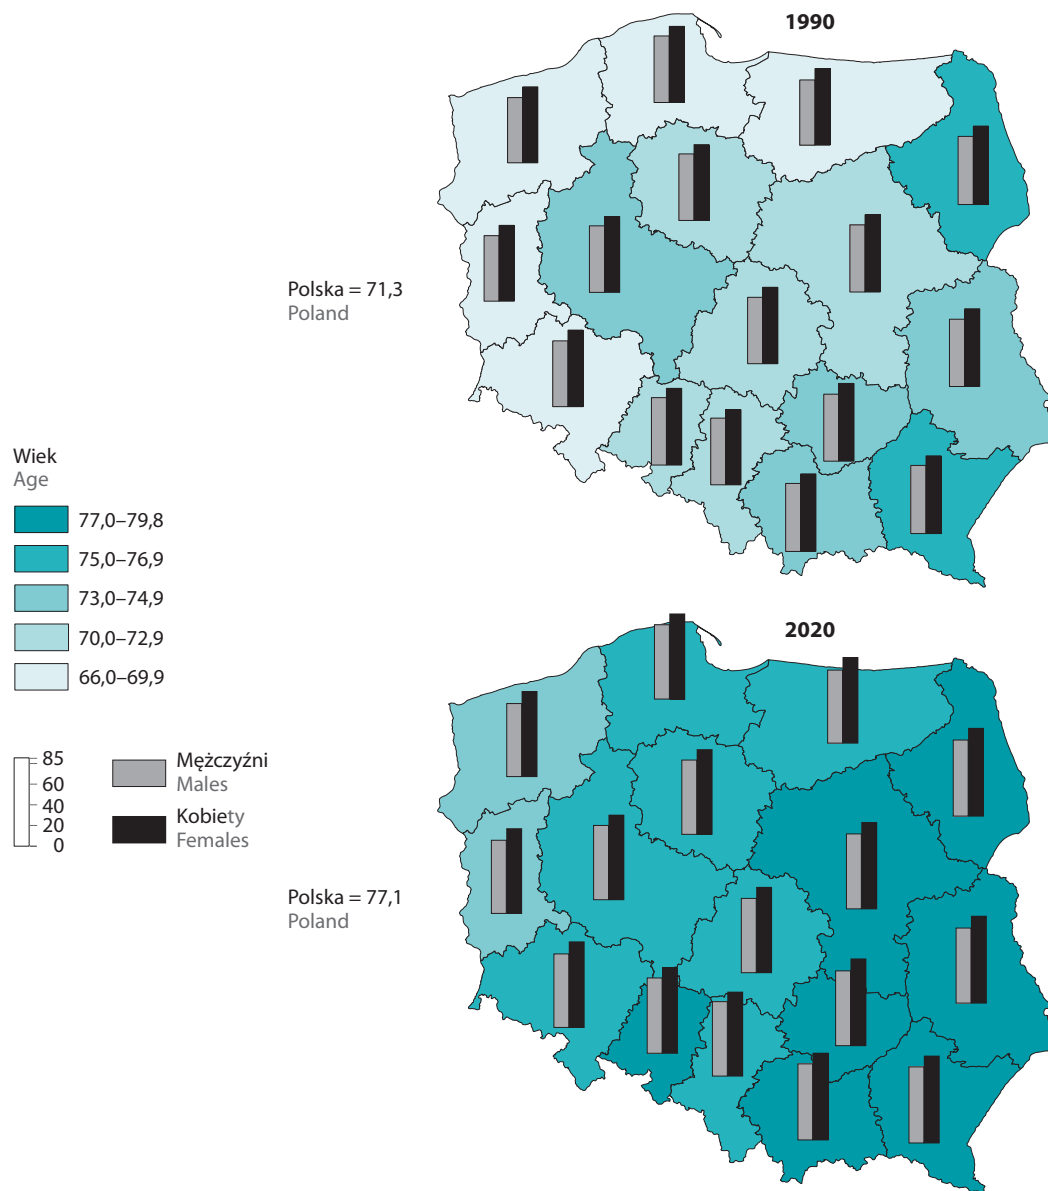 1990
Polska = 71,3
Poland
Wiek
Age
77,0–79,8
75,0–76,9
73,0–74,9
70,0–72,9
66,0–69,9
2020
85
60
40
20
0
Mężczyźni
Males
Kobiety
Females
Polska = 77,1
Poland